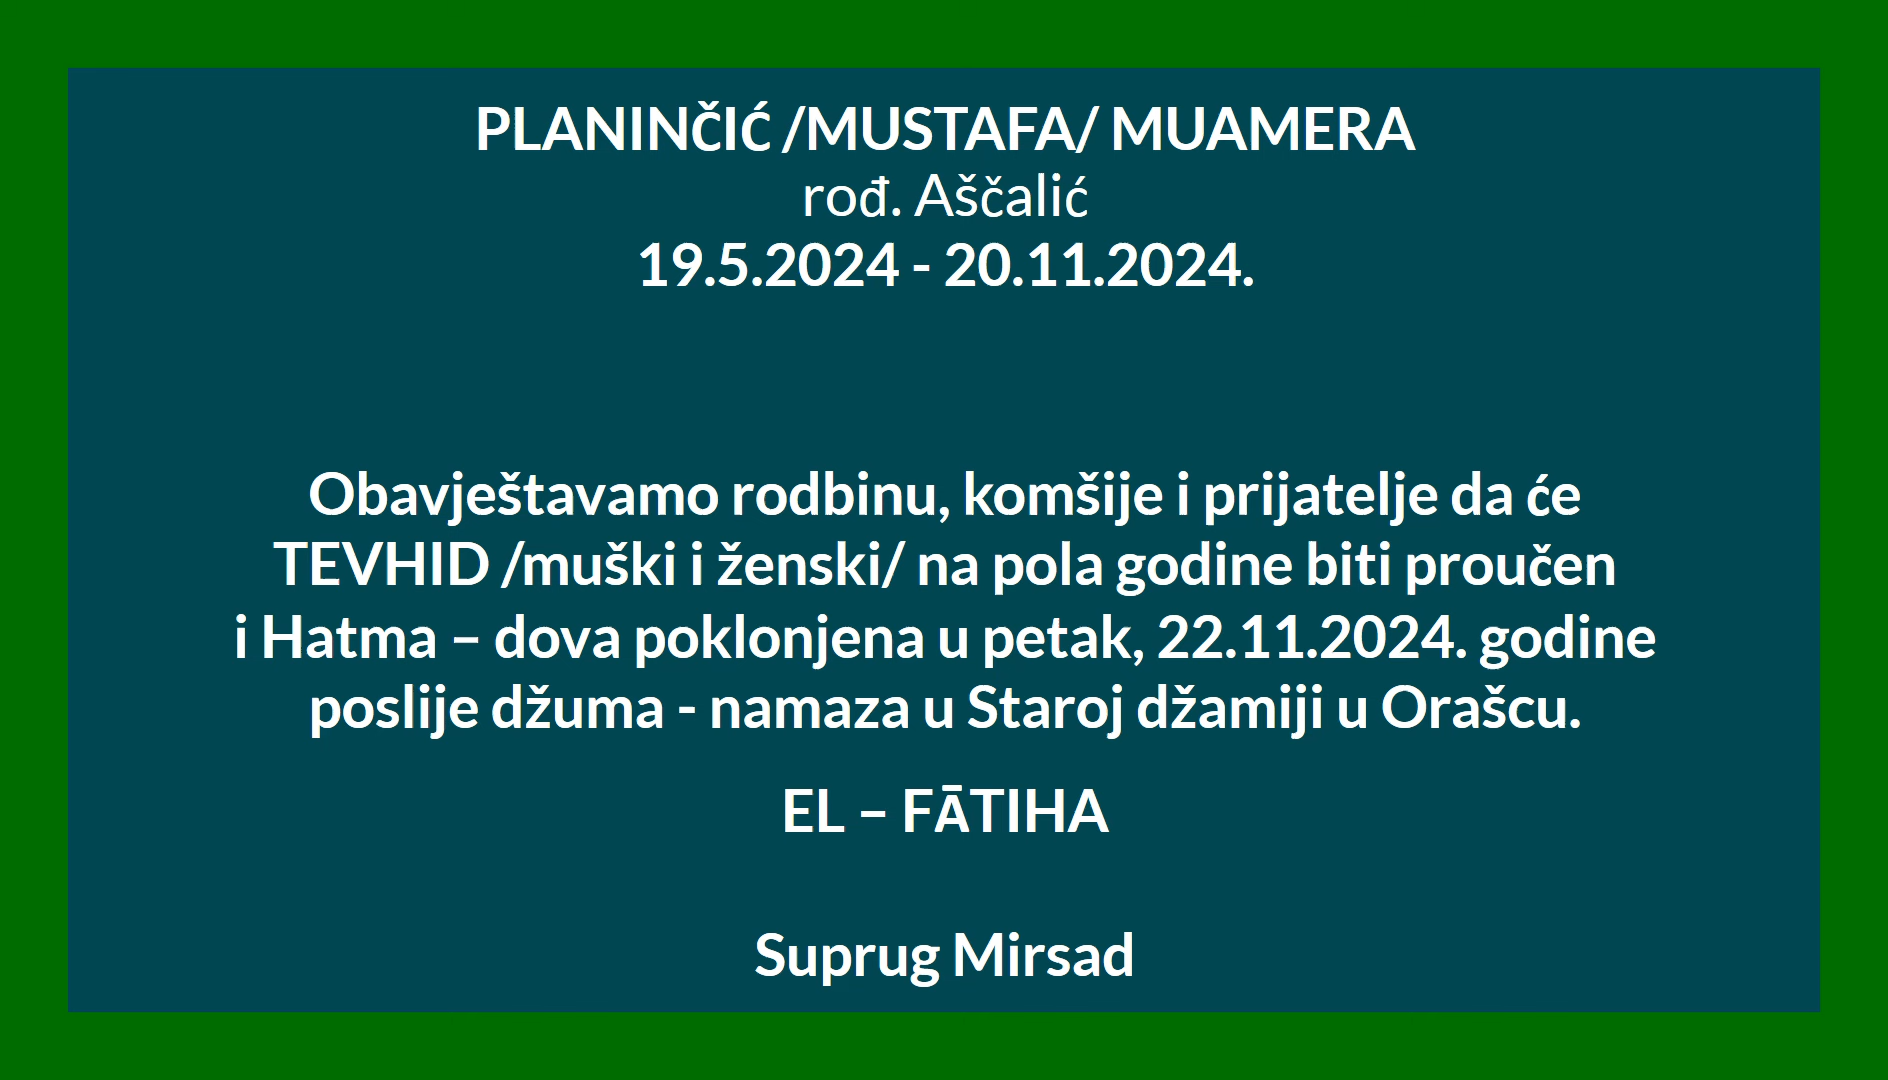 PLANINČIĆ /MUSTAFA/ MUAMERA
rođ. Aščalić
19.5.2024 - 20.11.2024.
Obavještavamo rodbinu, komšije i prijatelje da će
TEVHID /muški i ženski/ na pola godine biti proučen
i Hatma – dova poklonjena u petak, 22.11.2024. godine
poslije džuma - namaza u Staroj džamiji u Orašcu.
EL – FĀTIHA
Suprug Mirsad